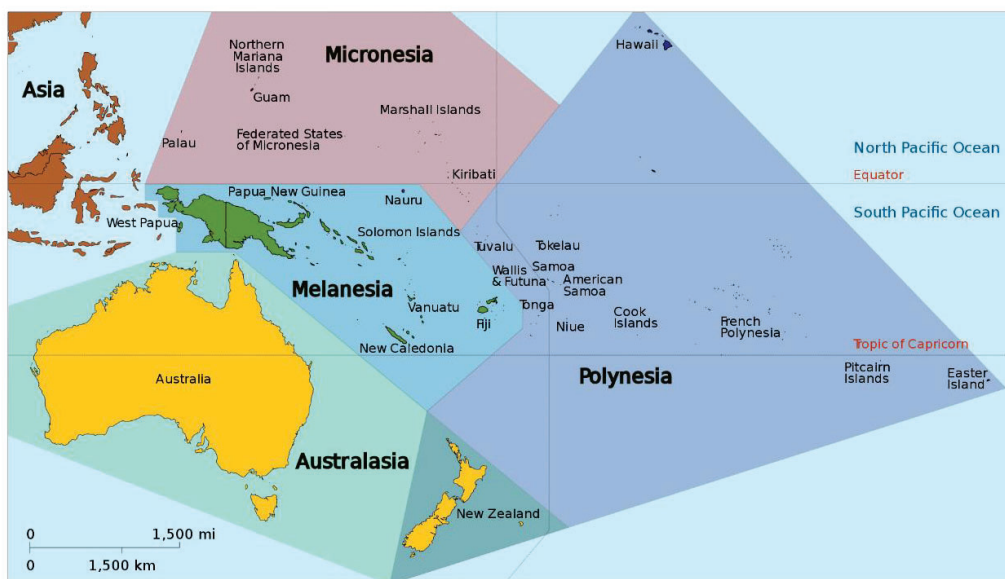 Northern
Mariana
Islands
Micronesia
Hawaii
Asia
Guam
Marshall Islands
Palau
Federated States
of Micronesia
North Pacific Ocean
Kiribati
Equator
Papua New Guinea
Nauru
South Pacific Ocean
West Papua
Solomon Islands
Tuvalu
Tokelau
Wallis
& Futuna
Samoa
American
Samoa
Melanesia
Vanuatu
Tonga
Fiji
Niue
Cook
Islands
French
Polynesia
New Caledonia
Tropic of Capricorn
Australia
Polynesia
Pitcairn
Islands
Easter
Island
Australasia
New Zealand
0 1,500 mi
0 1,500 km